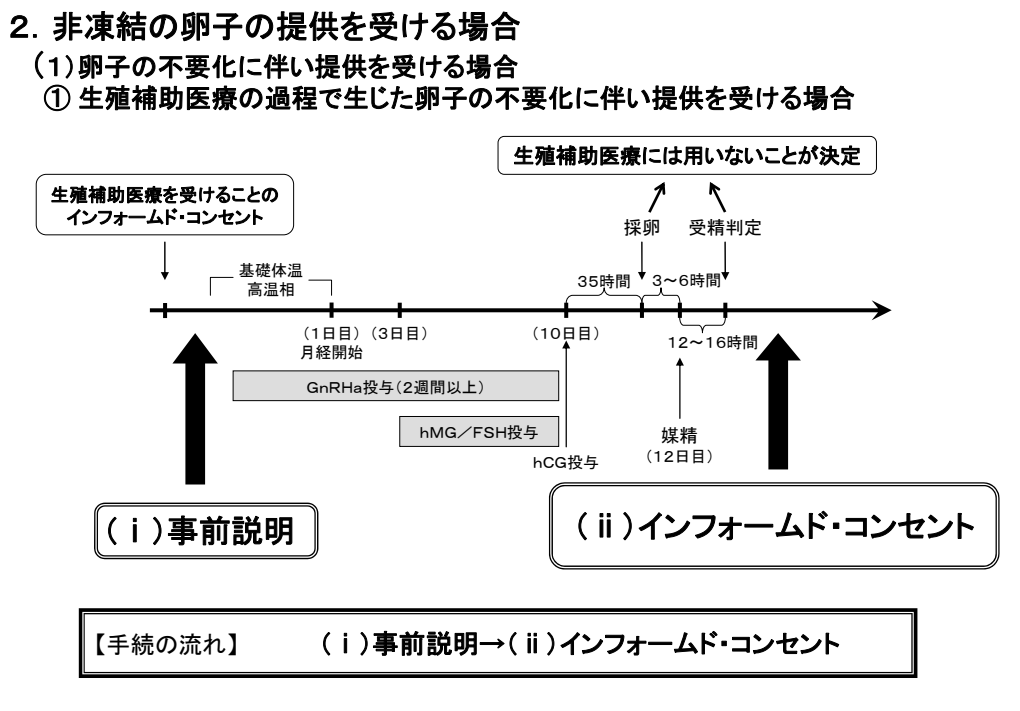 ２．非凍結の卵子の提供を受ける場合
（１）卵子の不要化に伴い提供を受ける場合
① 生殖補助医療の過程で生じた卵子の不要化に伴い提供を受ける場合
生殖補助医療には用いないことが決定
生殖補助医療を受けることの
インフォームド・コンセント
採卵
受精判定
基礎体温
高温相
３５時間
３～６時間
（１日目）
月経開始
（３日目）
（１０日目）
１２～１６時間
GnRHa投与（２週間以上）
hMG／FSH投与
hCG投与
媒精
（１２日目）
（ⅰ）事前説明
（ⅱ）インフォームド・コンセント
【手続の流れ】 （ⅰ）事前説明→（ⅱ）インフォームド・コンセント